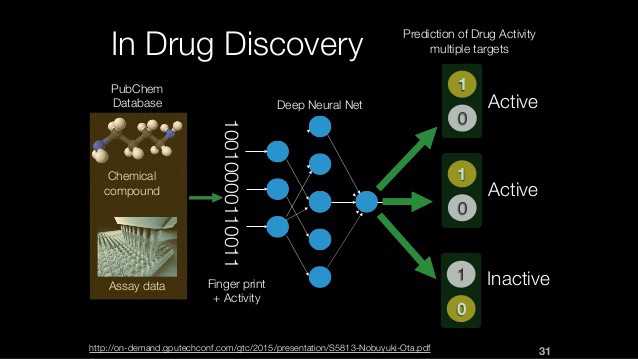 In Drug Discovery
Prediction of Drug Activity
multiple targets
PubChem
Database
Chemical
compound
Assay data
1001000011​0011
Finger print
+ Activity
Deep Neural Net
1
0
Active
1
0
Active
1
0
Inactive
http://on-demand.gputechconf.com/gtc/2015/presentation/S5813-Nobuyuki-Ota.pdf
31